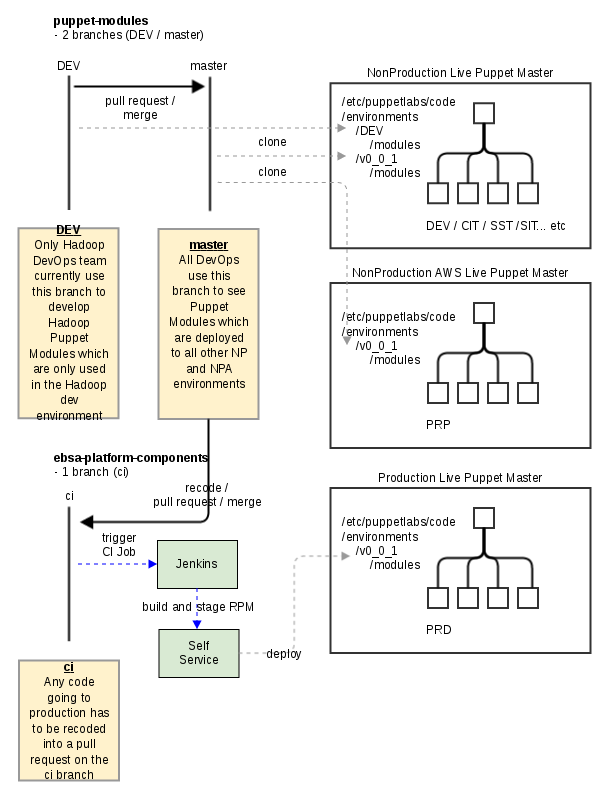 puppet-modules
- 2 branches (DEV / master)
DEV
master
pull request /
merge
clone
clone
NonProduction Live Puppet Master
/etc/puppetlabs/code
/environments
/DEV
/modules
/v0_0_1
/modules
DEV / CIT / SST /SIT... etc
DEV
Only Hadoop
DevOps team
currently use
this branch to
develop
Hadoop
Puppet
Modules which
are only used
in the Hadoop
dev
environment
master
All DevOps
use this
branch to see
Puppet
Modules which
are deployed
to all other NP
and NPA
environments
NonProduction AWS Live Puppet Master
/etc/puppetlabs/code
/environments
/v0_0_1
/modules
PRP
ebsa-platform-components
- 1 branch (ci)
ci
recode /
pull request / merge
trigger
CI Job
Jenkins
build and stage RPM
Self
Service
deploy
Production Live Puppet Master
/etc/puppetlabs/code
/environments
/v0_0_1
/modules
PRD
ci
Any code
going to
production has
to be recoded
into a pull
request on the
ci branch